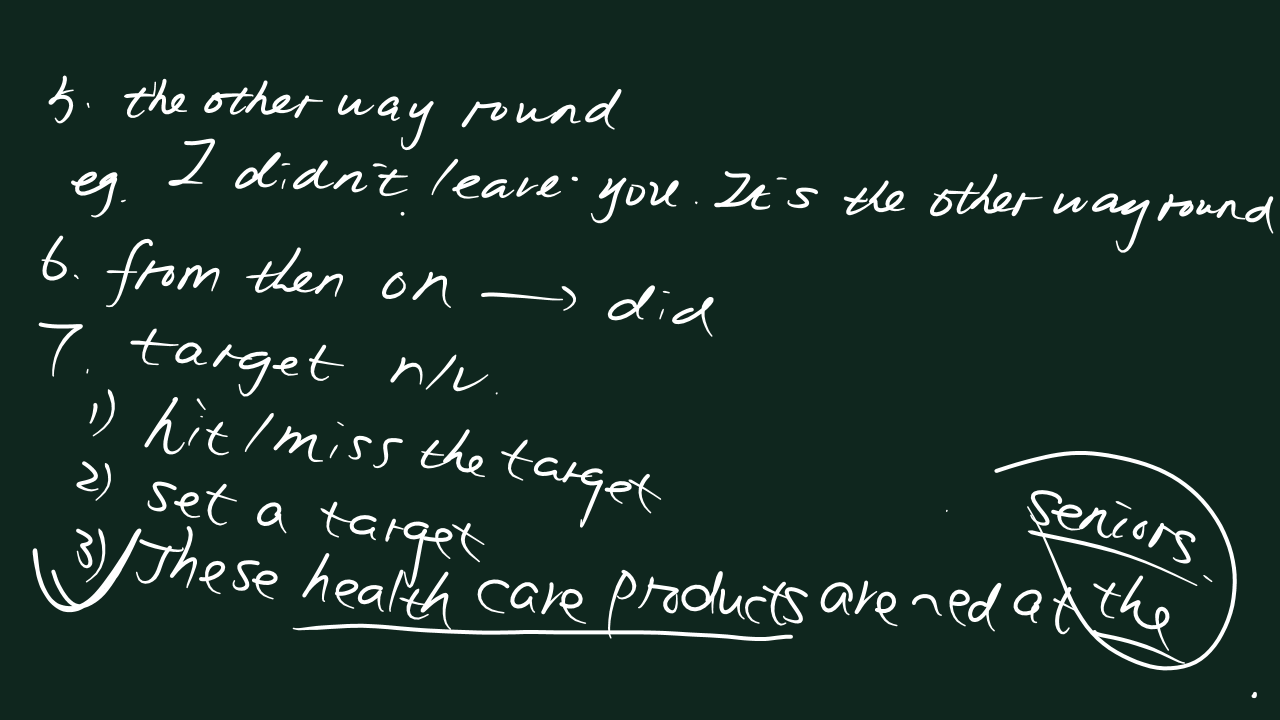 5. the other way round
eg. I didn't leave you. It's the other way round
6. from then on → did
7. target n/v.
1) hit/miss the target
2) set a target
3) These health care products are ~ed at the
seniors